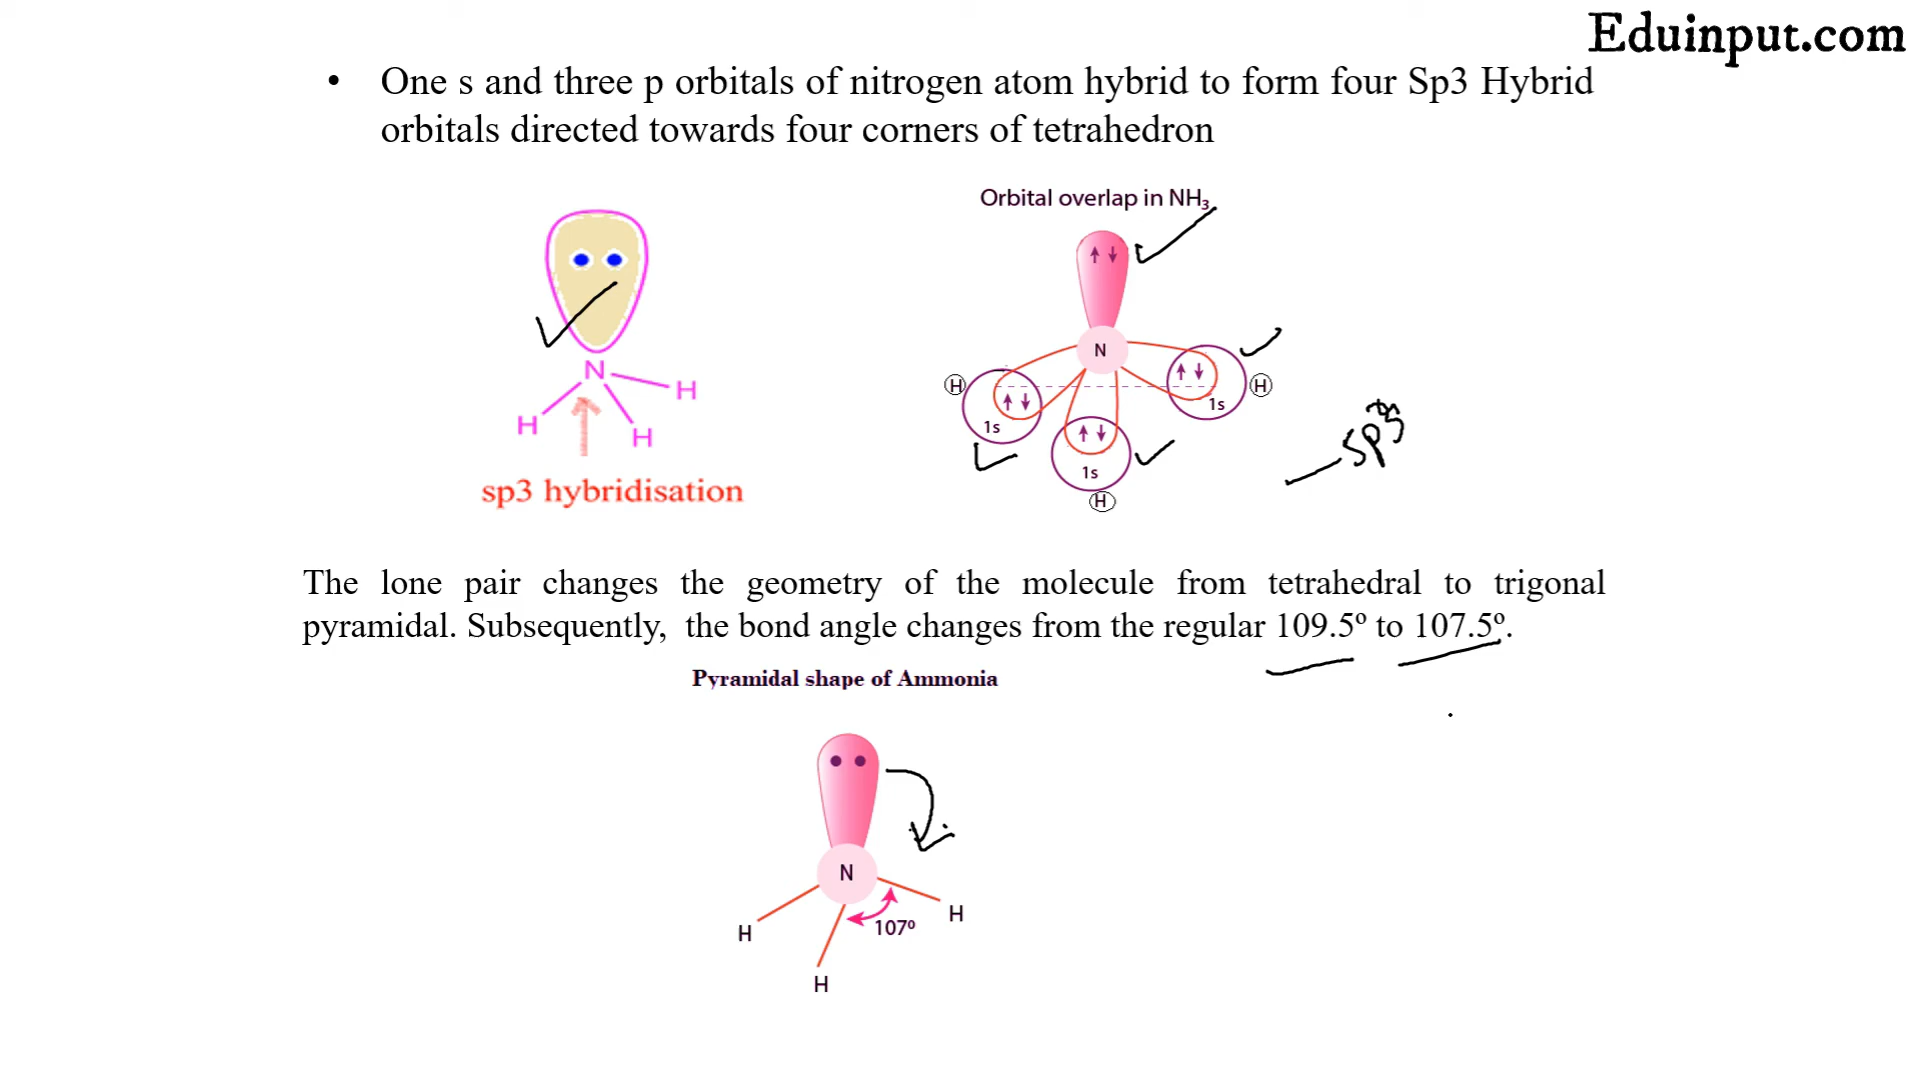 Eduinput.com
• One s and three p orbitals of nitrogen atom hybrid to form four Sp3 Hybrid
orbitals directed towards four corners of tetrahedron
Orbital overlap in NH₃
N
H
H
H
sp3 hybridisation
N
H
1s
H
1s
1s
H
sp3
The lone pair changes the geometry of the molecule from tetrahedral to trigonal
pyramidal. Subsequently, the bond angle changes from the regular 109.5º to 107.5º.
Pyramidal shape of Ammonia
N
H
107º
H
H